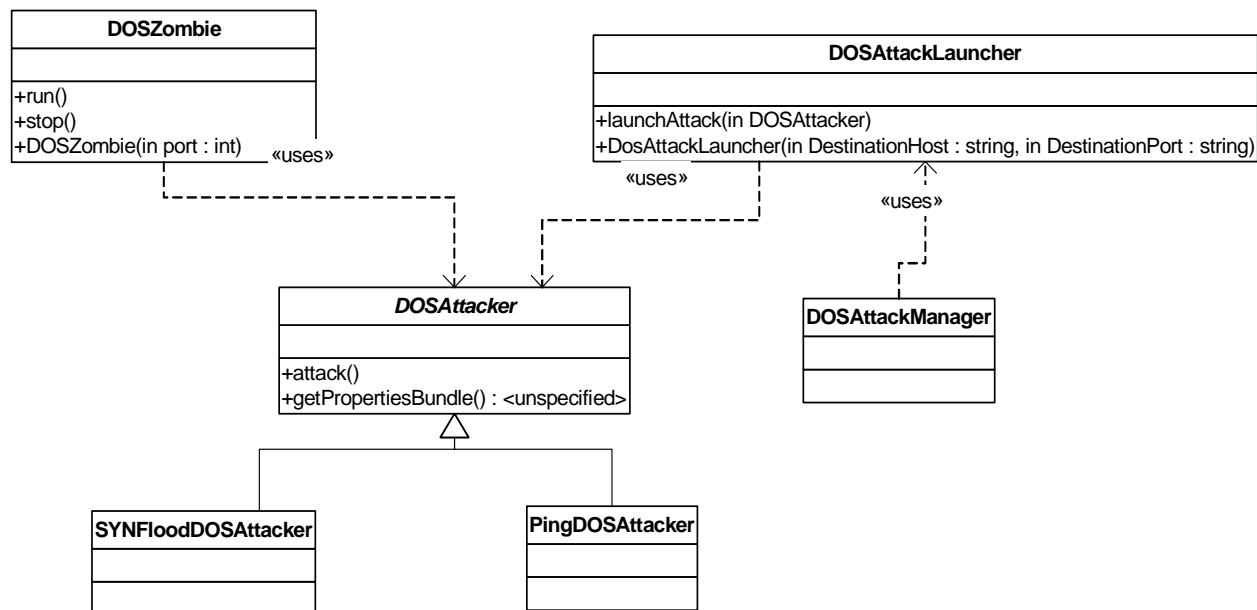 DOSZombie
+run()
+stop()
+DOSZombie(in port : int)
«uses»
DOSAttackLauncher
+launchAttack(in DOSAttacker)
+DosAttackLauncher(in DestinationHost : string, in DestinationPort : string)
«uses»
«uses»
DOSAttacker
+attack()
+getPropertiesBundle() : <unspecified>
DOSAttackManager
SYNFloodDOSAttacker
PingDOSAttacker